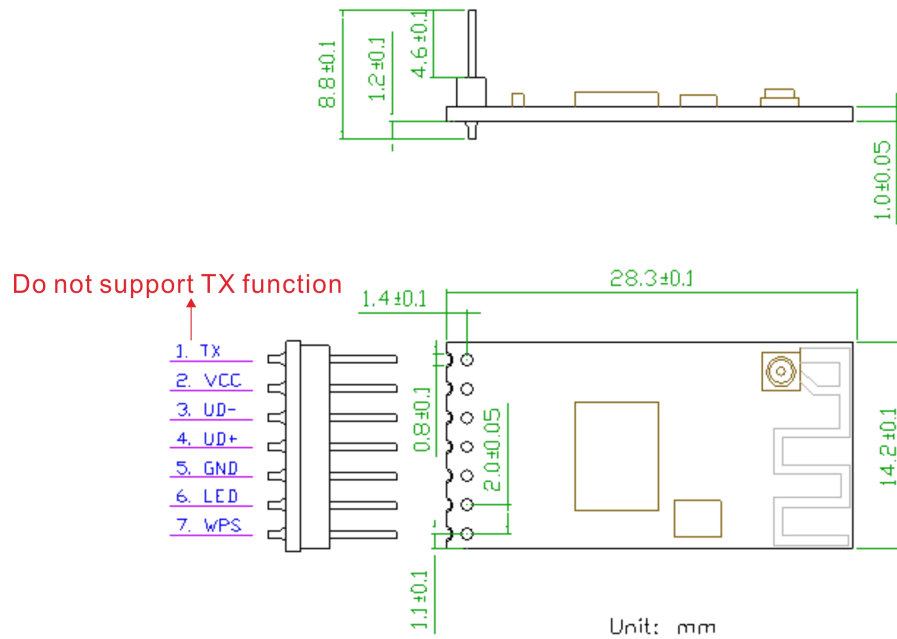 8.8±0.1
1.2±0.1
4.6±0.1
1.0±0.05
Do not support TX function
28.3±0.1
1.4±0.1
1. TX
2. VCC
3. UD-
4. UD+
5. GND
6. LED
7. WPS
0.8±0.1
2.0±0.05
14.2±0.1
1.1±0.1
Unit: mm